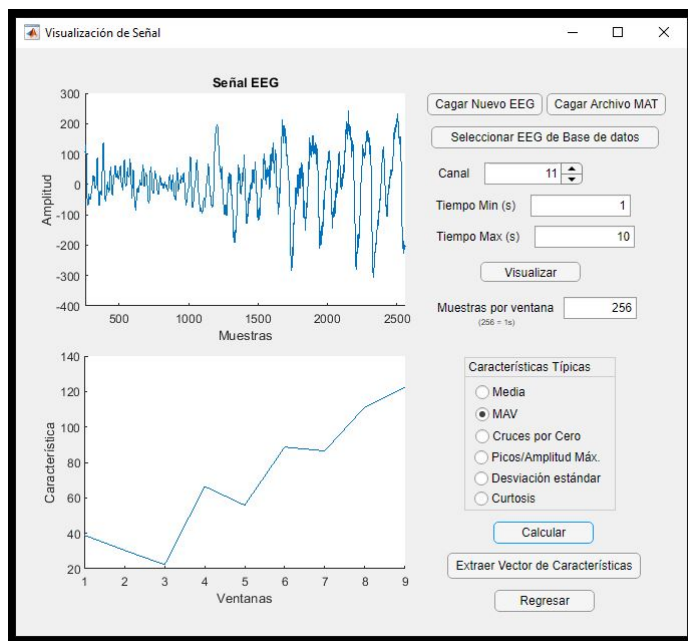 Visualización de Señal
Señal EEG
Amplitud
300
200
100
0
-100
-200
-300
-400
500
1000
1500
2000
2500
Muestras
Cagar Nuevo EEG
Cagar Archivo MAT
Seleccionar EEG de Base de datos
Canal
11
Tiempo Min (s)
1
Tiempo Max (s)
10
Visualizar
Muestras por ventana
256
(256 = 1s)
Característica
140
120
100
80
60
40
20
1
2
3
4
5
6
7
8
9
Ventanas
Características Típicas
Media
MAV
Cruces por Cero
Picos/Amplitud Máx.
Desviación estándar
Curtosis
Calcular
Extraer Vector de Características
Regresar